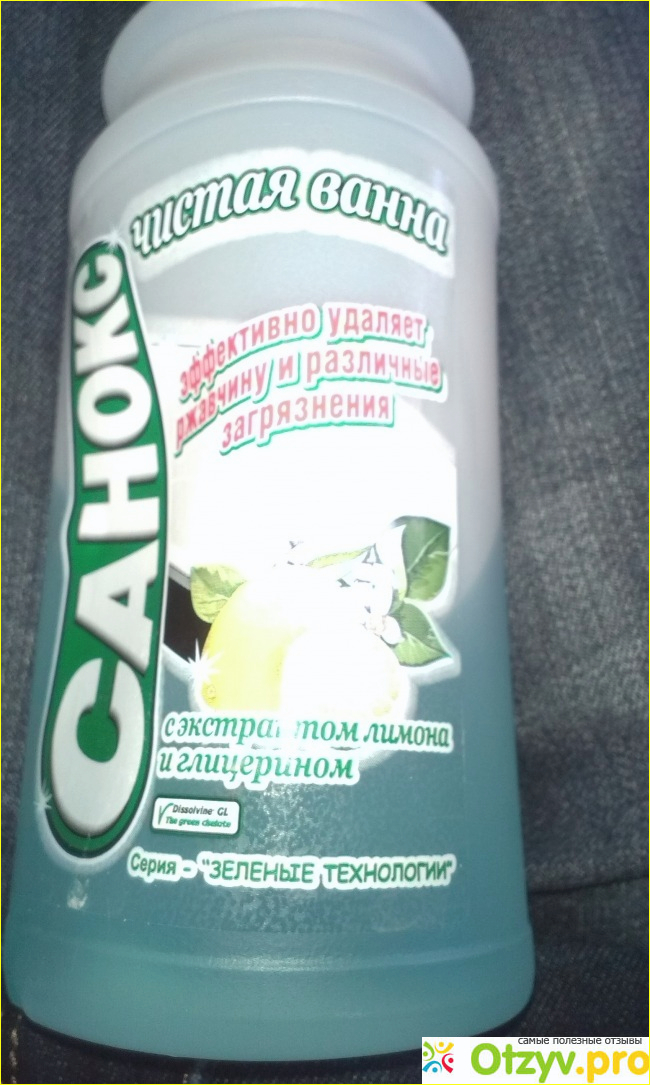 чистая ванна
САНОКС
эффективно удаляет
ржавчину и различные
загрязнения
с экстрактом лимона
и глицерином
Dissolvine GL
The green chelate
Серия - "ЗЕЛЕНЫЕ ТЕХНОЛОГИИ"
самые полезные отзывы
Otzyv.pro